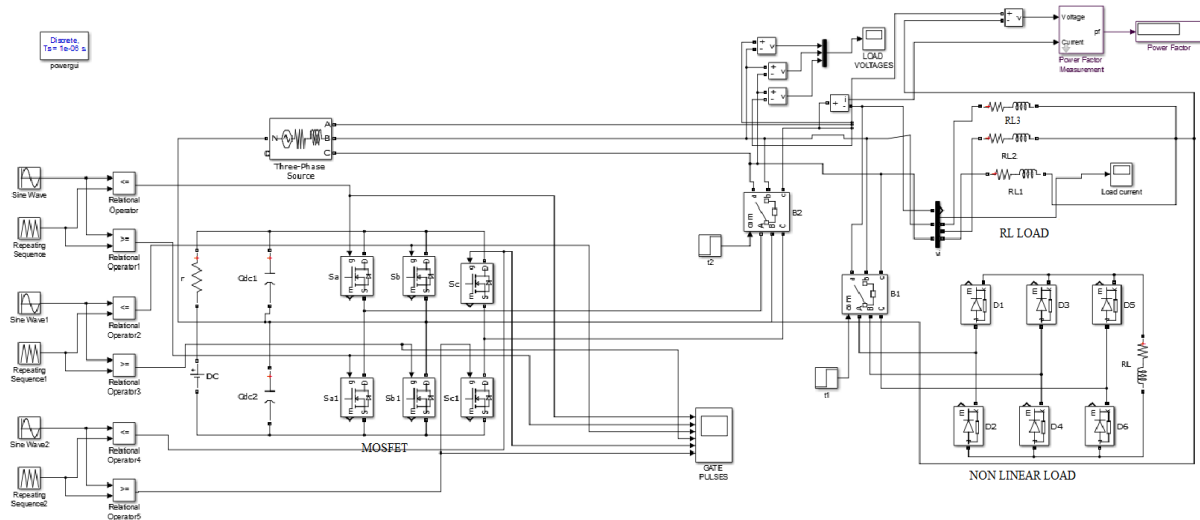 Discrete,
Ts = 1e-06 s.
powergui
Voltage
Current
pf
Power Factor
Measurement
Power Factor
LOAD
VOLTAGES
N
A
B
C
Three-Phase
Source
RL3
RL2
RL1
Load current
RL LOAD
Sine Wave
<=
Relational
Operator
Repeating
Sequence
>=
Relational
Operator1
Sine Wave1
<=
Relational
Operator2
Repeating
Sequence1
>=
Relational
Operator3
Sine Wave2
<=
Relational
Operator4
Repeating
Sequence2
>=
Relational
Operator5
r
DC
Cdc1
Cdc2
Sa
Sb
Sc
Sa1
Sb1
Sc1
MOSFET
t2
B2
t1
B1
GATE
PULSES
D1
D3
D5
D2
D4
D6
RL
NON LINEAR LOAD